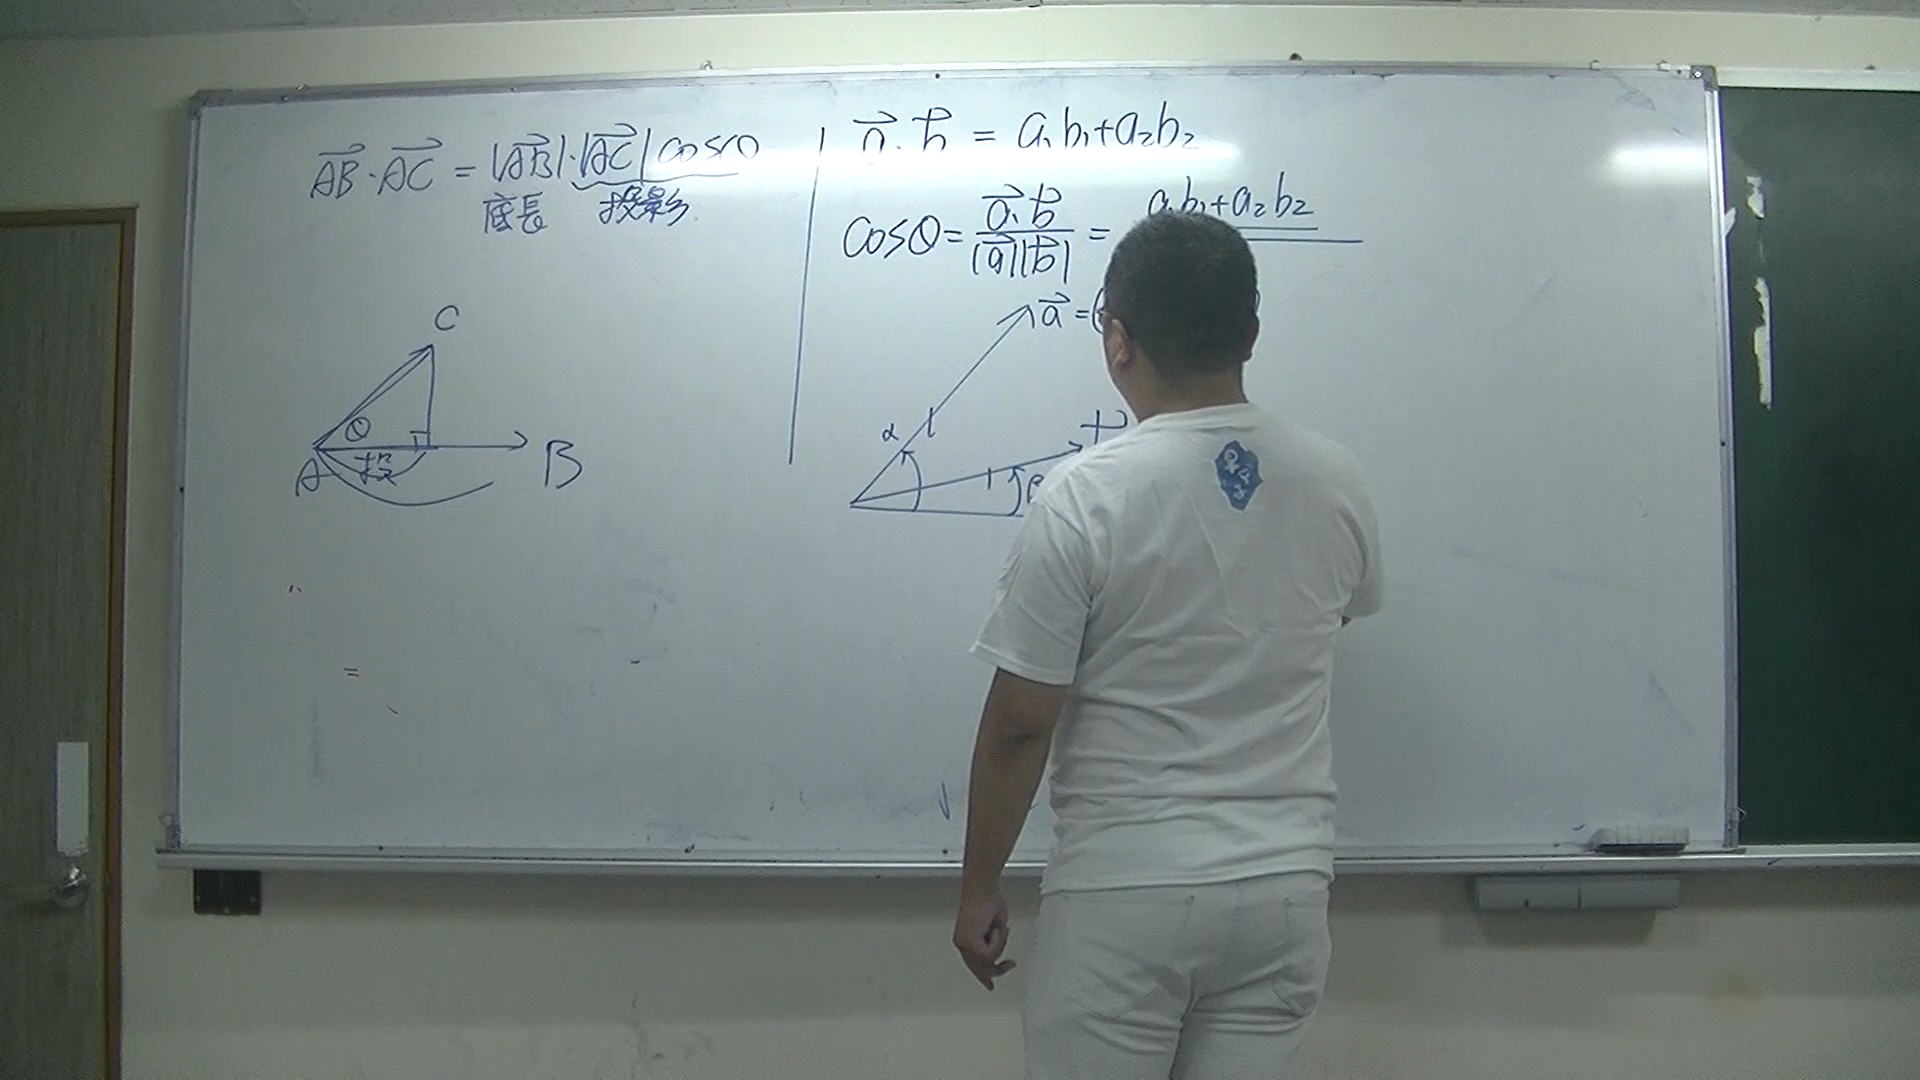 AB · AC = |AB| · |AC| cosθ
底長 投影
C
θ
A 投 B
a · b = a₁b₁+a₂b₂
cosθ = a · b / |a||b| = a₁b₁+a₂b₂
a = (
α 1
1